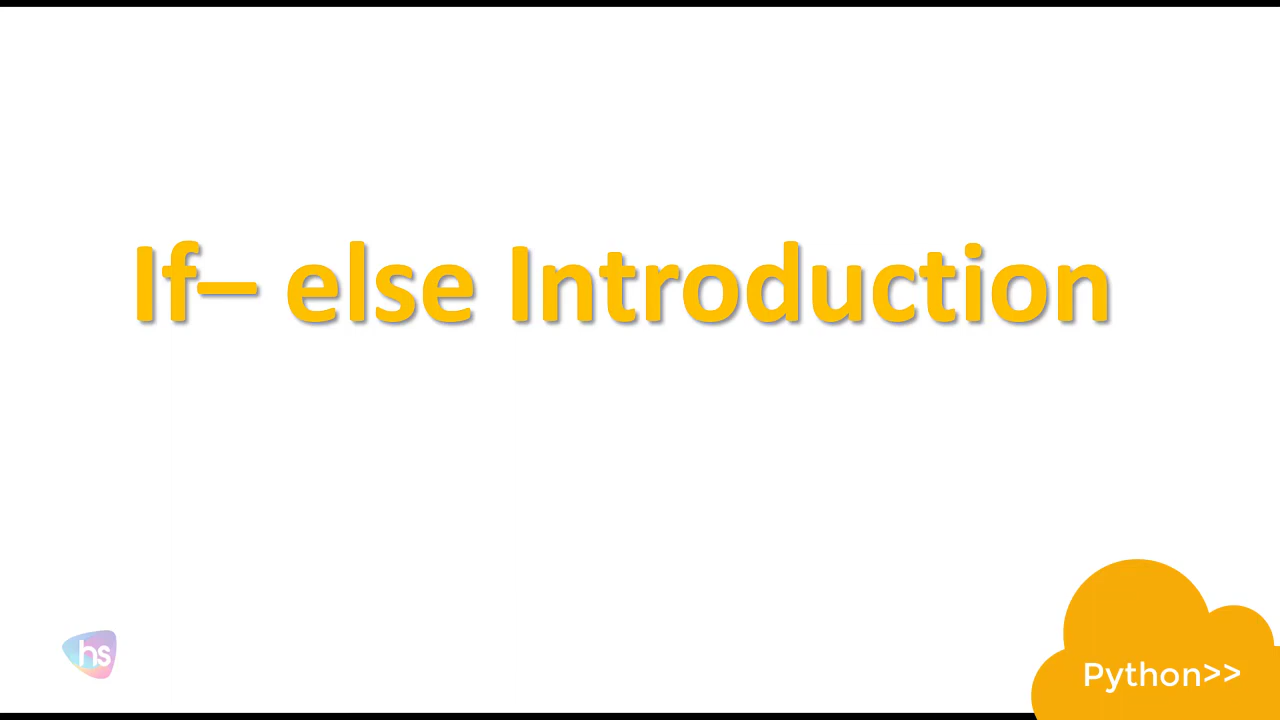 If– else Introduction
hs
Python>>